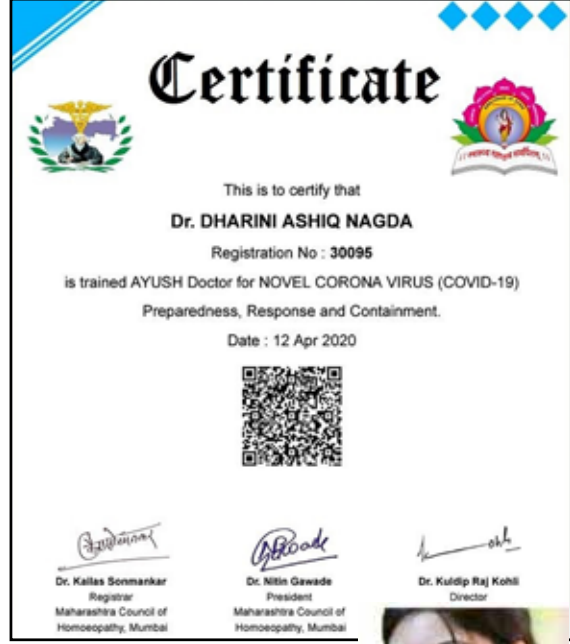 Certificate
This is to certify that
Dr. DHARINI ASHIQ NAGDA
Registration No : 30095
is trained AYUSH Doctor for NOVEL CORONA VIRUS (COVID-19)
Preparedness, Response and Containment.
Date : 12 Apr 2020
Dr. Kailas Sonmankar
Registrar
Maharashtra Council of
Homoeopathy, Mumbai
Dr. Nitin Gawade
President
Maharashtra Council of
Homoeopathy, Mumbai
Dr. Kuldip Raj Kohli
Director